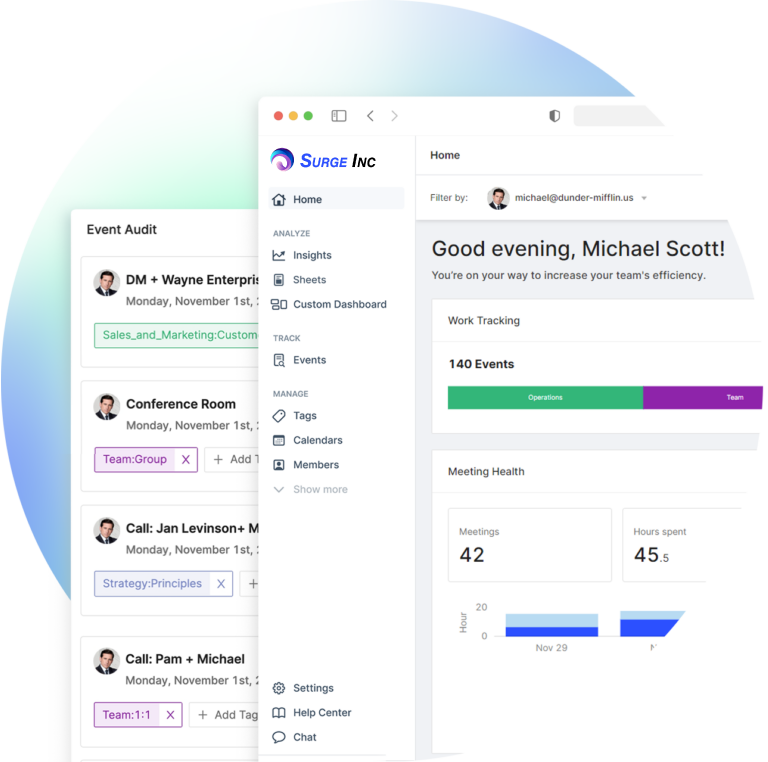 Event Audit
DM + Wayne Enterpris
Monday, November 1st,
Sales_and_Marketing:Custom
Conference Room
Monday, November 1st,
Team:Group X + Add T
Call: Jan Levinson+ M
Monday, November 1st,
Strategy:Principles X +
Call: Pam + Michael
Monday, November 1st,
Team:1:1 X + Add Tag
SURGE INC
Home
ANALYZE
Insights
Sheets
Custom Dashboard
TRACK
Events
MANAGE
Tags
Calendars
Members
Show more
Settings
Help Center
Chat
Home
Filter by: michael@dunder-mifflin.us
Good evening, Michael Scott!
You're on your way to increase your team's efficiency.
Work Tracking
140 Events
Operations Team
Meeting Health
Meetings
42
Hours spent
45.5
Hour
20
0
Nov 29